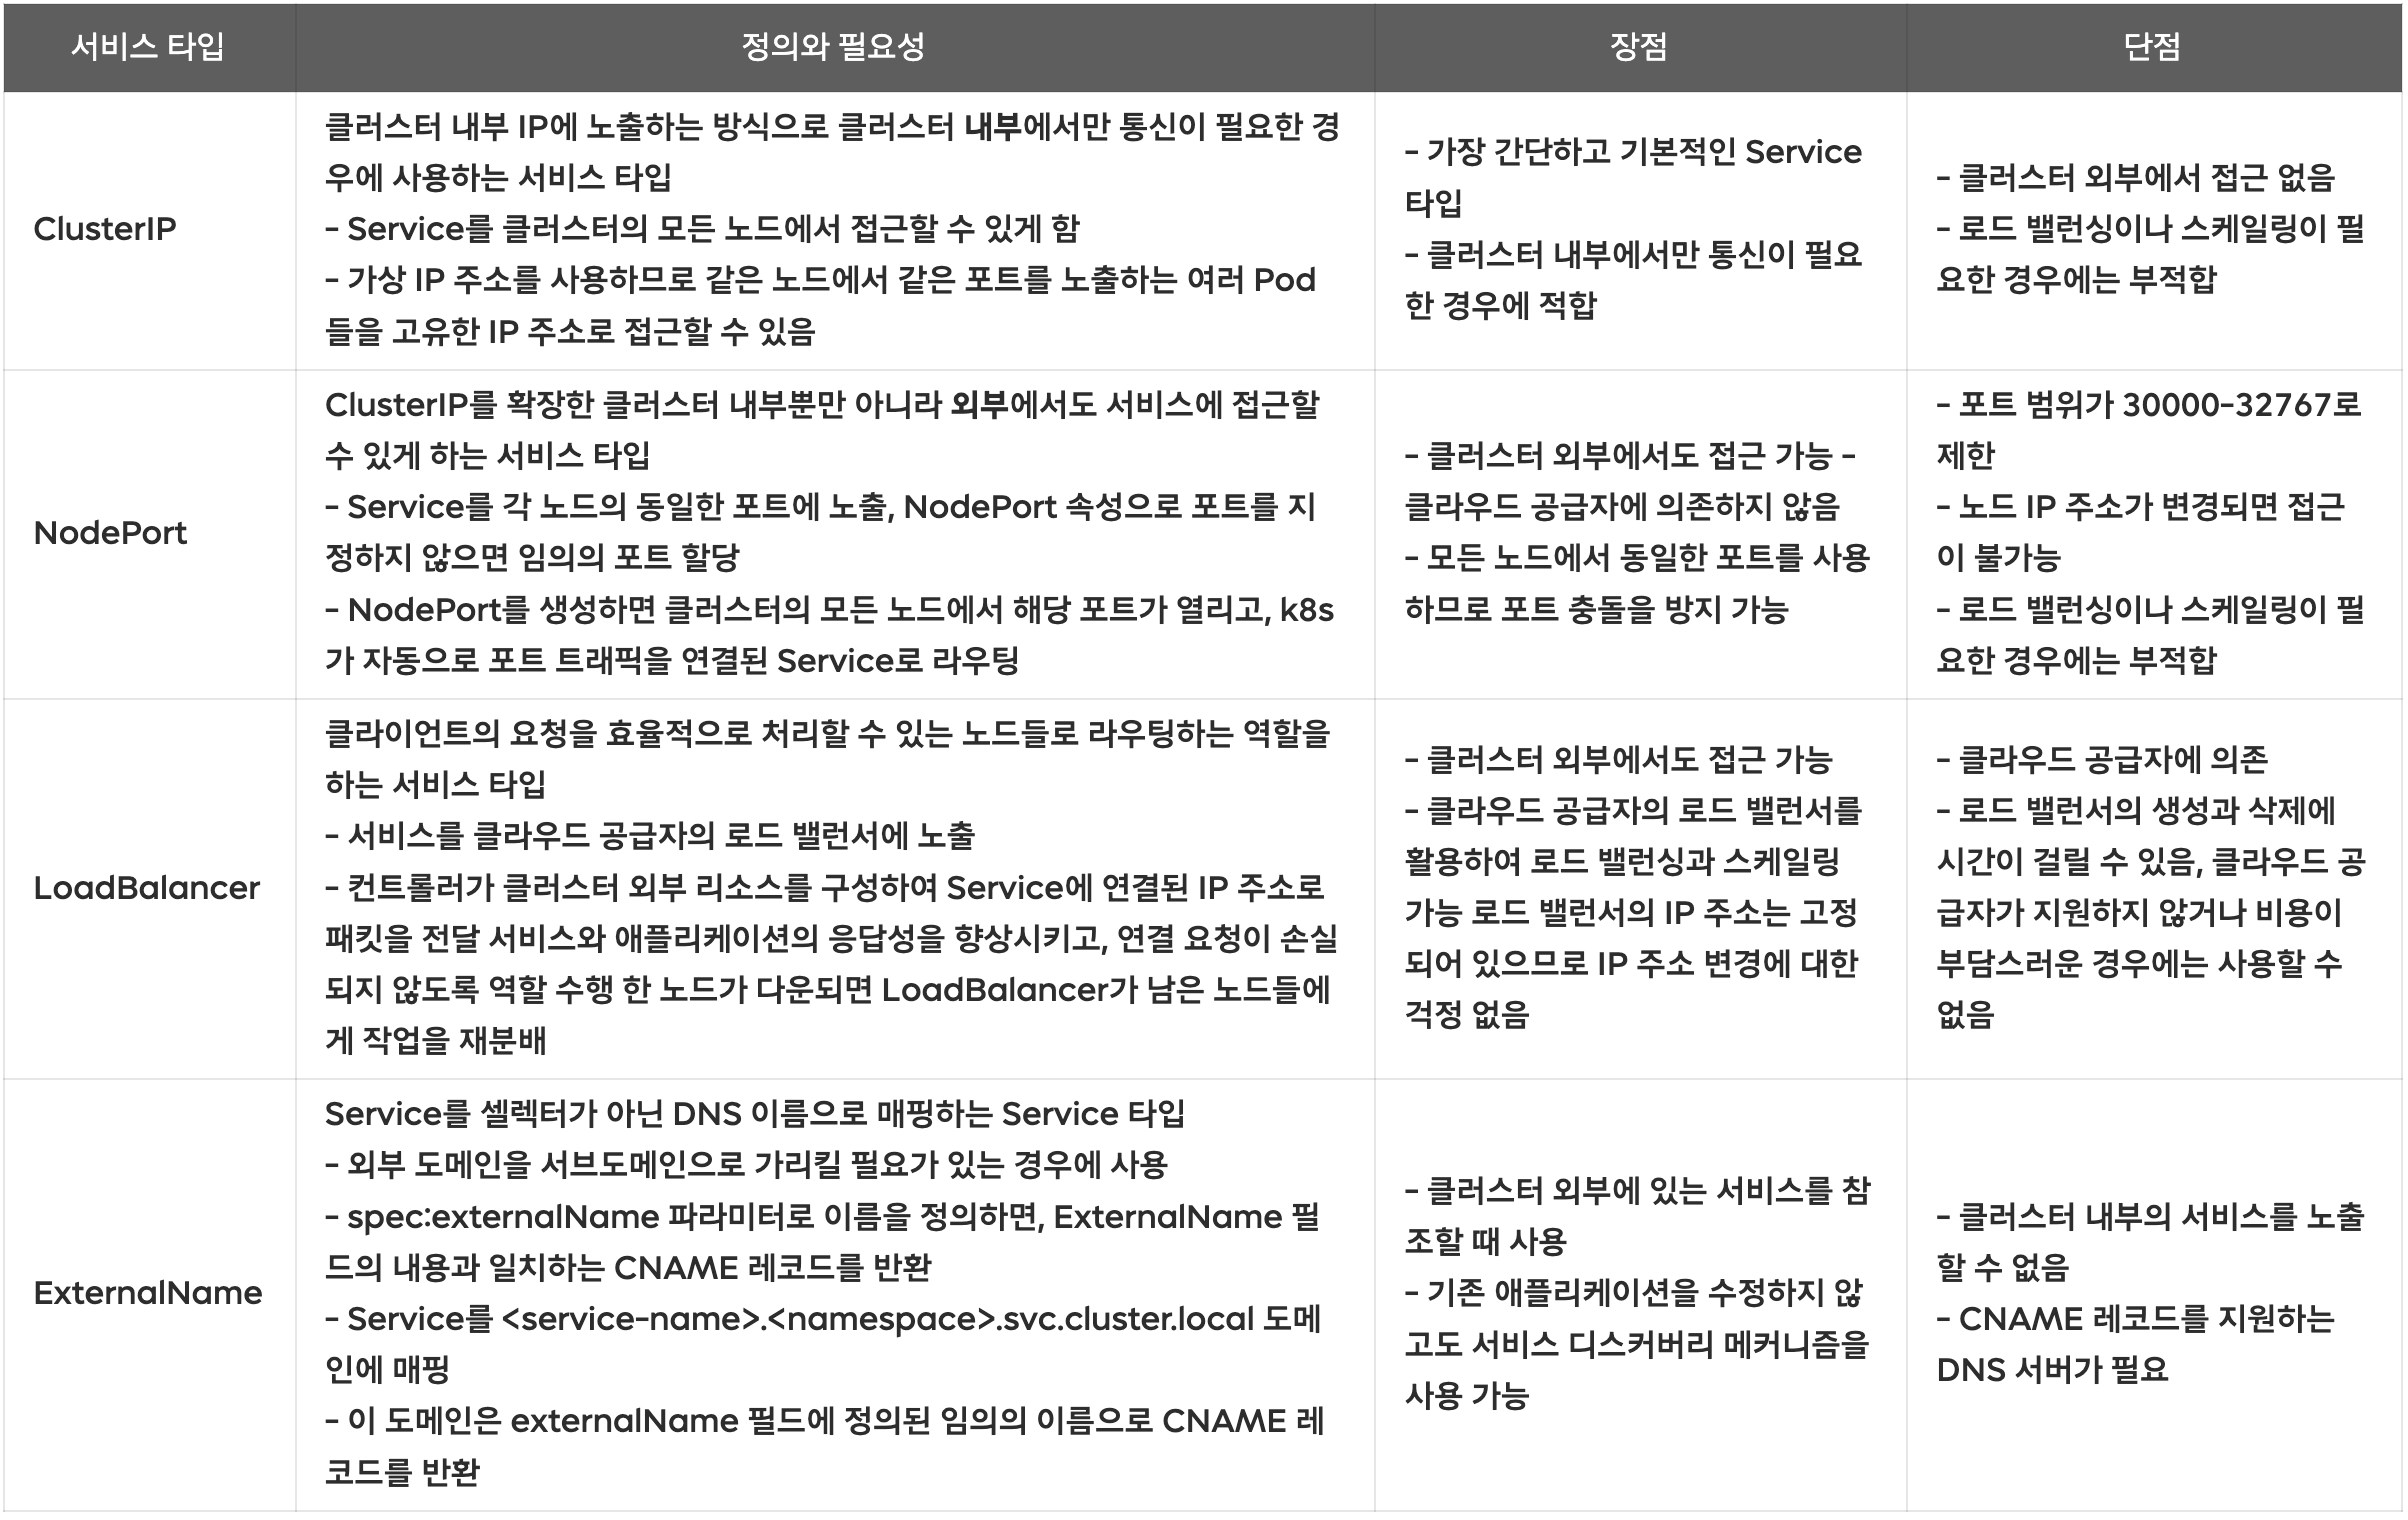 서비스 타입
정의와 필요성
장점
단점
ClusterIP
클러스터 내부 IP에 노출하는 방식으로 클러스터 내부에서만 통신이 필요한 경
우에 사용하는 서비스 타입
- Service를 클러스터의 모든 노드에서 접근할 수 있게 함
- 가상 IP 주소를 사용하므로 같은 노드에서 같은 포트를 노출하는 여러 Pod
들을 고유한 IP 주소로 접근할 수 있음
- 가장 간단하고 기본적인 Service
타입
- 클러스터 내부에서만 통신이 필요
한 경우에 적합
- 클러스터 외부에서 접근 없음
- 로드 밸런싱이나 스케일링이 필
요한 경우에는 부적합
NodePort
ClusterIP를 확장한 클러스터 내부뿐만 아니라 외부에서도 서비스에 접근할
수 있게 하는 서비스 타입
- Service를 각 노드의 동일한 포트에 노출, NodePort 속성으로 포트를 지
정하지 않으면 임의의 포트 할당
- NodePort를 생성하면 클러스터의 모든 노드에서 해당 포트가 열리고, k8s
가 자동으로 포트 트래픽을 연결된 Service로 라우팅
- 클러스터 외부에서도 접근 가능 -
클라우드 공급자에 의존하지 않음
- 모든 노드에서 동일한 포트를 사용
하므로 포트 충돌을 방지 가능
- 포트 범위가 30000-32767로
제한
- 노드 IP 주소가 변경되면 접근
이 불가능
- 로드 밸런싱이나 스케일링이 필
요한 경우에는 부적합
LoadBalancer
클라이언트의 요청을 효율적으로 처리할 수 있는 노드들로 라우팅하는 역할을
하는 서비스 타입
- 서비스를 클라우드 공급자의 로드 밸런서에 노출
- 컨트롤러가 클러스터 외부 리소스를 구성하여 Service에 연결된 IP 주소로
패킷을 전달 서비스와 애플리케이션의 응답성을 향상시키고, 연결 요청이 손실
되지 않도록 역할 수행 한 노드가 다운되면 LoadBalancer가 남은 노드들에
게 작업을 재분배
- 클러스터 외부에서도 접근 가능
- 클라우드 공급자의 로드 밸런서를
활용하여 로드 밸런싱과 스케일링
가능 로드 밸런서의 IP 주소는 고정
되어 있으므로 IP 주소 변경에 대한
걱정 없음
- 클라우드 공급자에 의존
- 로드 밸런서의 생성과 삭제에
시간이 걸릴 수 있음, 클라우드 공
급자가 지원하지 않거나 비용이
부담스러운 경우에는 사용할 수
없음
ExternalName
Service를 셀렉터가 아닌 DNS 이름으로 매핑하는 Service 타입
- 외부 도메인을 서브도메인으로 가리킬 필요가 있는 경우에 사용
- spec:externalName 파라미터로 이름을 정의하면, ExternalName 필
드의 내용과 일치하는 CNAME 레코드를 반환
- Service를 <service-name>.<namespace>.svc.cluster.local 도메
인에 매핑
- 이 도메인은 externalName 필드에 정의된 임의의 이름으로 CNAME 레
코드를 반환
- 클러스터 외부에 있는 서비스를 참
조할 때 사용
- 기존 애플리케이션을 수정하지 않
고도 서비스 디스커버리 메커니즘을
사용 가능
- 클러스터 내부의 서비스를 노출
할 수 없음
- CNAME 레코드를 지원하는
DNS 서버가 필요